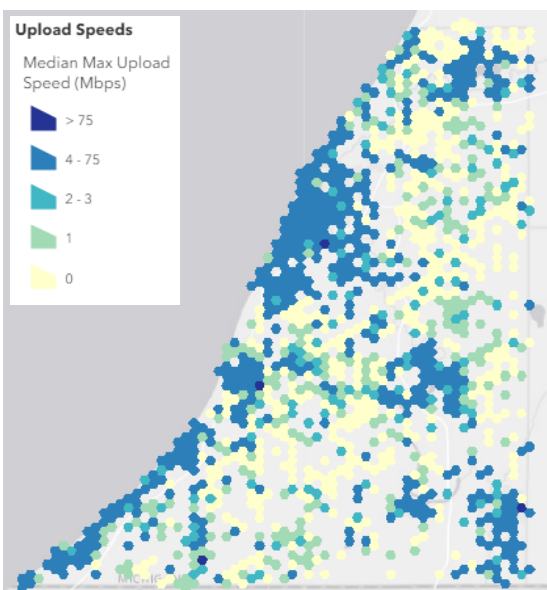 Upload Speeds
Median Max Upload
Speed (Mbps)
> 75
4 - 75
2 - 3
1
0